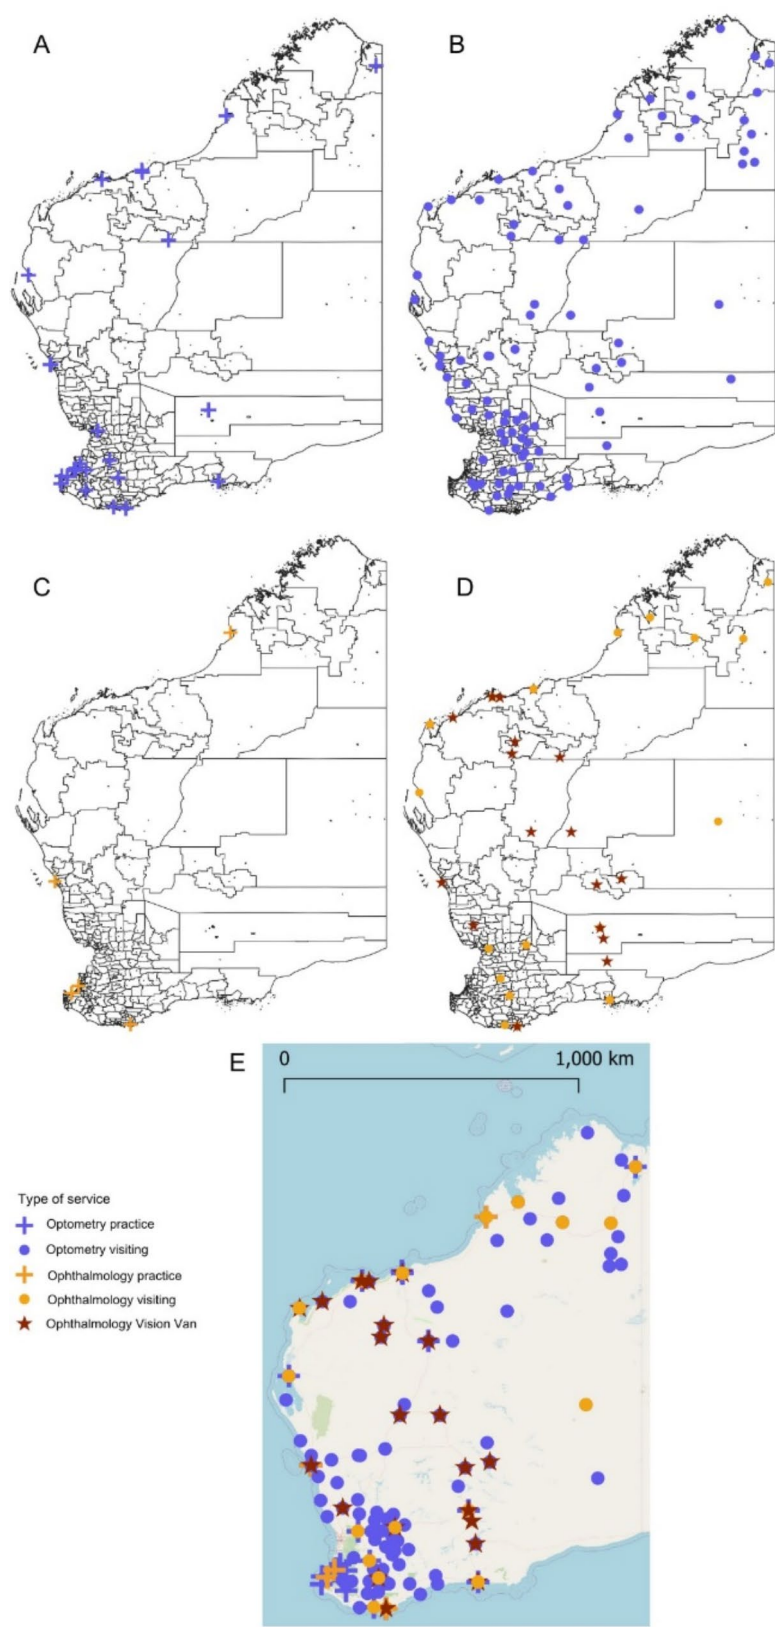 A
B
C
D
E
0 1,000 km
Type of service
Optometry practice
Optometry visiting
Ophthalmology practice
Ophthalmology visiting
Ophthalmology Vision Van